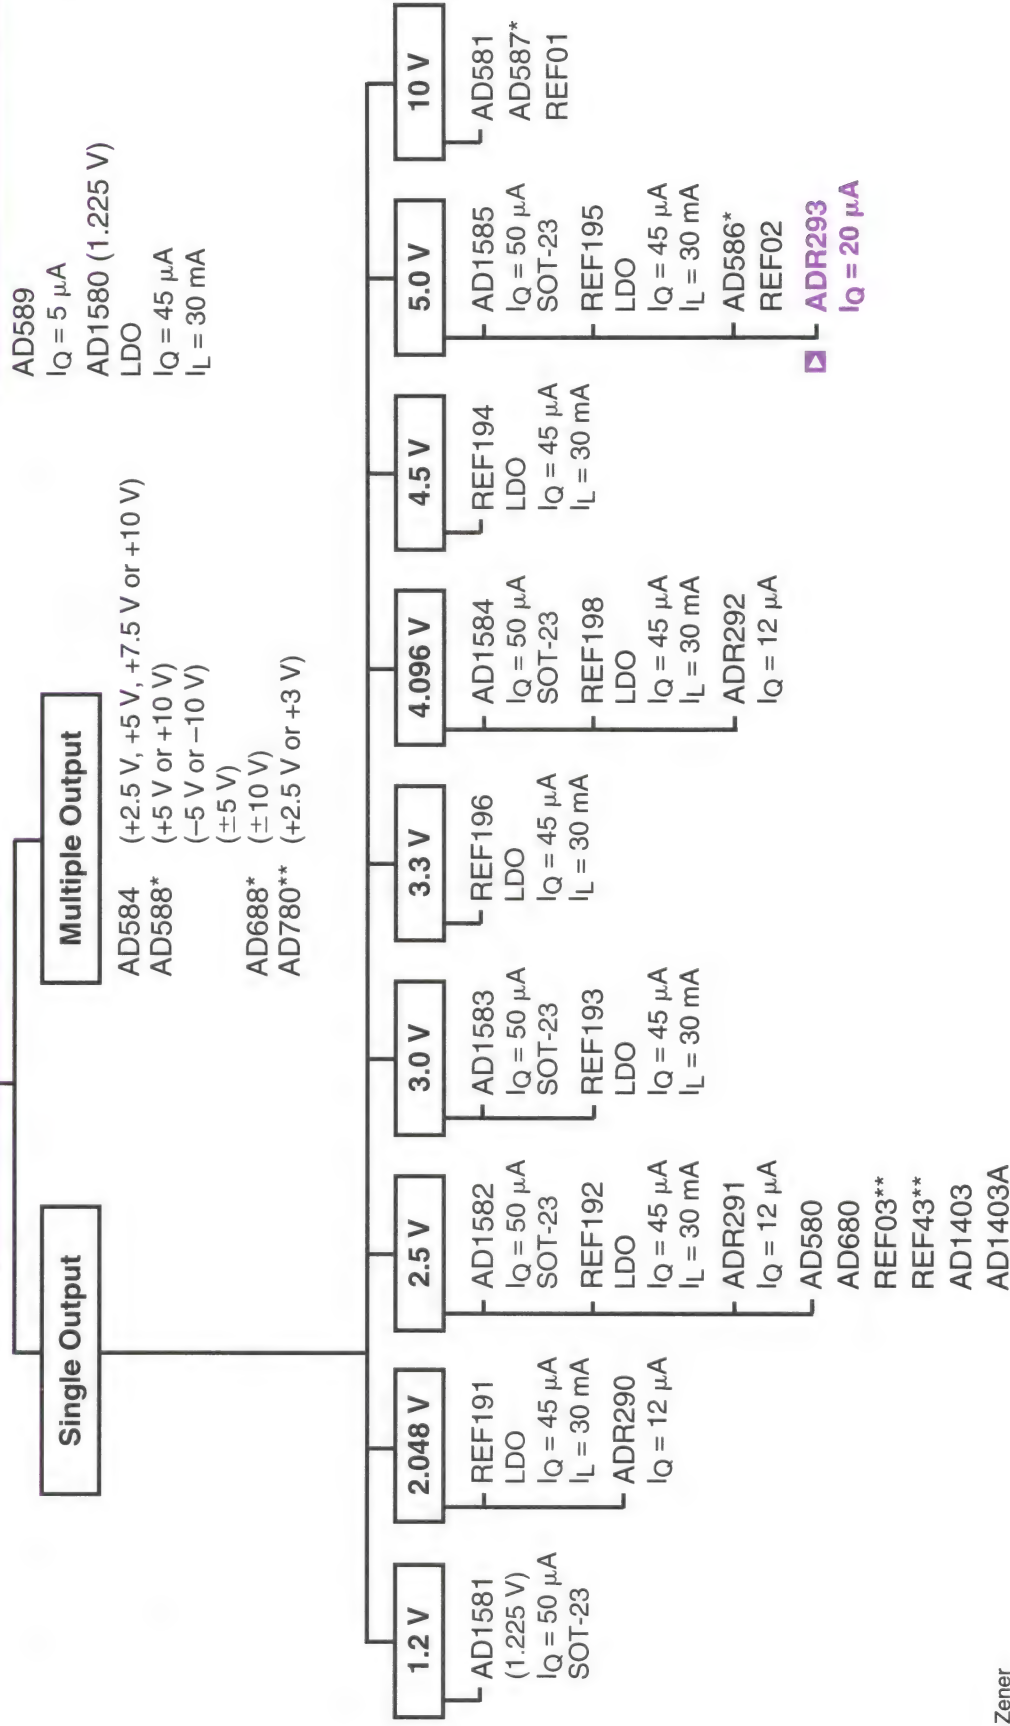 AD589
IQ = 5 μA
AD1580 (1.225 V)
LDO
IQ = 45 μA
IL = 30 mA
Single Output
Multiple Output
AD584 (+2.5 V, +5 V, +7.5 V or +10 V)
AD588* (+5 V or +10 V)
(−5 V or −10 V)
(±5 V)
AD688* (±10 V)
AD780** (+2.5 V or +3 V)
1.2 V
AD1581
(1.225 V)
IQ = 50 μA
SOT-23
2.048 V
REF191
LDO
IQ = 45 μA
IL = 30 mA
ADR290
IQ = 12 μA
2.5 V
AD1582
IQ = 50 μA
SOT-23
REF192
LDO
IQ = 45 μA
IL = 30 mA
ADR291
IQ = 12 μA
AD580
AD680
REF03**
REF43**
AD1403
AD1403A
3.0 V
AD1583
IQ = 50 μA
SOT-23
REF193
LDO
IQ = 45 μA
IL = 30 mA
3.3 V
REF196
LDO
IQ = 45 μA
IL = 30 mA
4.096 V
AD1584
IQ = 50 μA
SOT-23
REF198
LDO
IQ = 45 μA
IL = 30 mA
ADR292
IQ = 12 μA
4.5 V
REF194
LDO
IQ = 45 μA
IL = 30 mA
5.0 V
AD1585
IQ = 50 μA
SOT-23
REF195
LDO
IQ = 45 μA
IL = 30 mA
AD586*
REF02
ADR293
IQ = 20 μA
10 V
AD581
AD587*
REF01
Zener